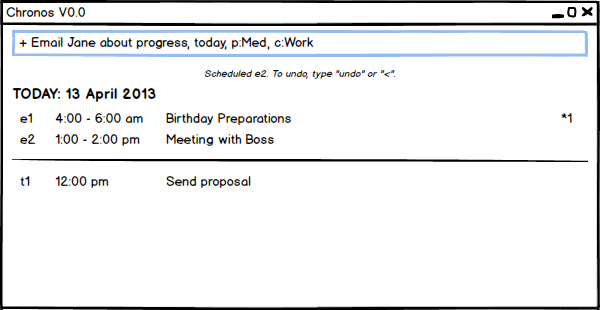 Chronos V0.0
+ Email Jane about progress, today, p:Med, c:Work
Scheduled e2. To undo, type "undo" or "<".
TODAY: 13 April 2013
e1 4:00 - 6:00 am Birthday Preparations *1
e2 1:00 - 2:00 pm Meeting with Boss
t1 12:00 pm Send proposal